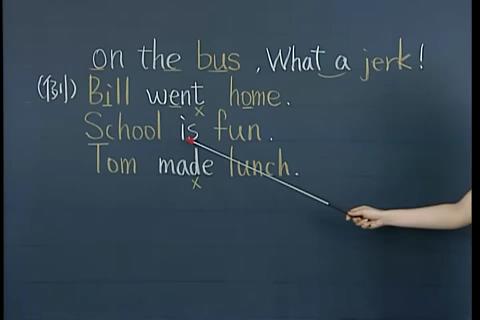 on the bus, What a jerk!
(例) Bill went home.
School is fun.
Tom made lunch.